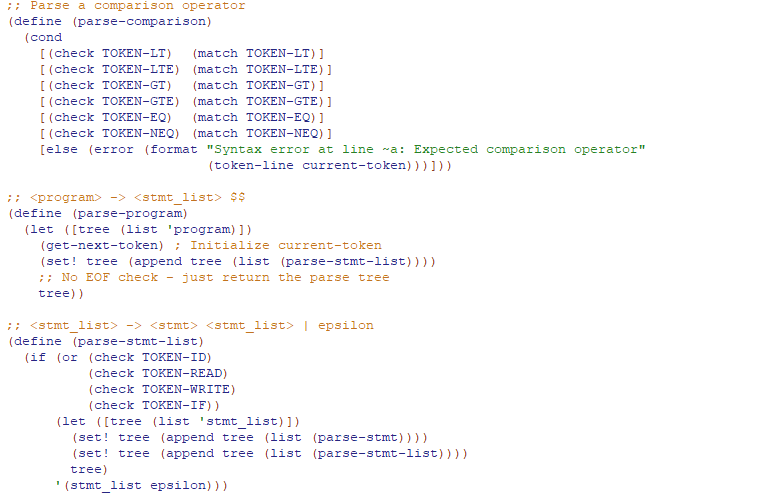 ;; Parse a comparison operator
(define (parse-comparison)
  (cond
    [(check TOKEN-LT)  (match TOKEN-LT)]
    [(check TOKEN-LTE) (match TOKEN-LTE)]
    [(check TOKEN-GT)  (match TOKEN-GT)]
    [(check TOKEN-GTE) (match TOKEN-GTE)]
    [(check TOKEN-EQ)  (match TOKEN-EQ)]
    [(check TOKEN-NEQ) (match TOKEN-NEQ)]
    [else (error (format "Syntax error at line ~a: Expected comparison operator"
                         (token-line current-token)))]))

;; <program> -> <stmt_list> $$
(define (parse-program)
  (let ([tree (list 'program)])
    (get-next-token) ; Initialize current-token
    (set! tree (append tree (list (parse-stmt-list))))
    ;; No EOF check - just return the parse tree
    tree))

;; <stmt_list> -> <stmt> <stmt_list> | epsilon
(define (parse-stmt-list)
  (if (or (check TOKEN-ID)
          (check TOKEN-READ)
          (check TOKEN-WRITE)
          (check TOKEN-IF))
      (let ([tree (list 'stmt_list)])
        (set! tree (append tree (list (parse-stmt))))
        (set! tree (append tree (list (parse-stmt-list))))
        tree)
      '(stmt_list epsilon)))